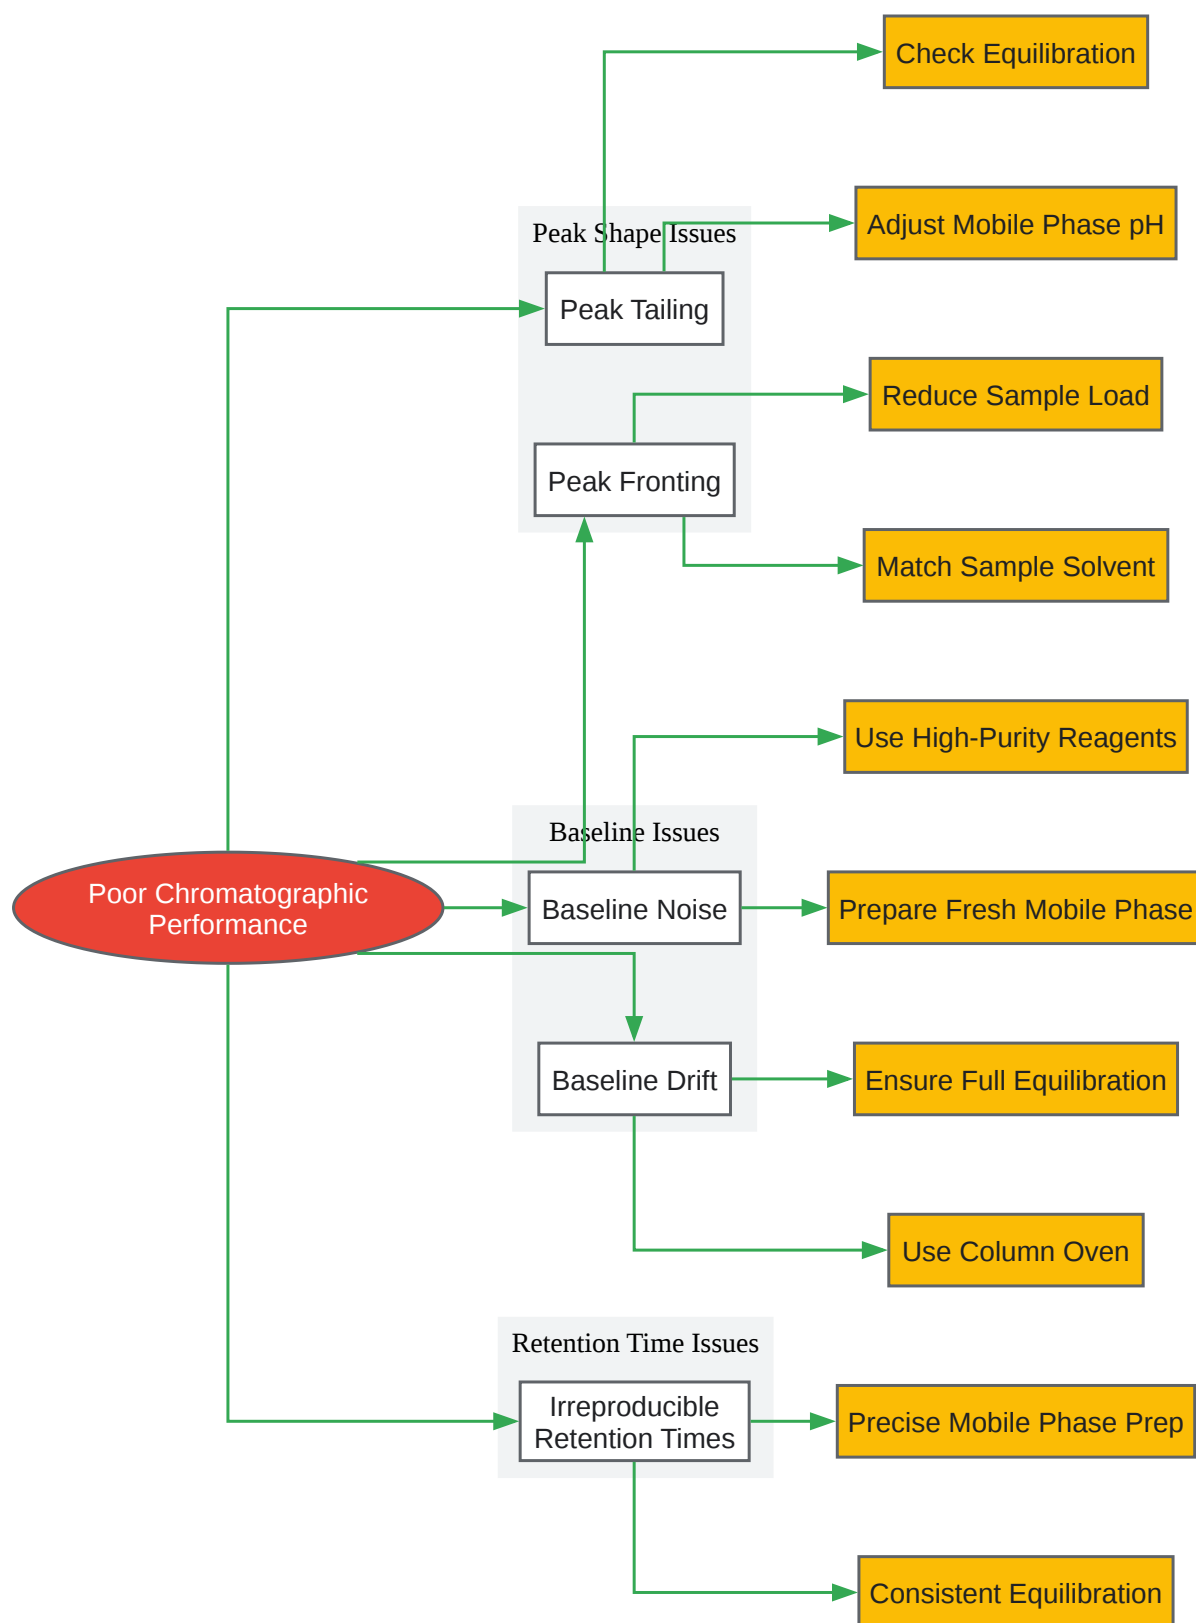 Check Equilibration
Adjust Mobile Phase pH
Peak Shape Issues
Peak Tailing
Reduce Sample Load
Peak Fronting
Match Sample Solvent
Use High-Purity Reagents
Baseline Issues
Poor Chromatographic
Performance
Baseline Noise
Prepare Fresh Mobile Phase
Baseline Drift
Ensure Full Equilibration
Use Column Oven
Retention Time Issues
Irreproducible
Retention Times
Precise Mobile Phase Prep
Consistent Equilibration